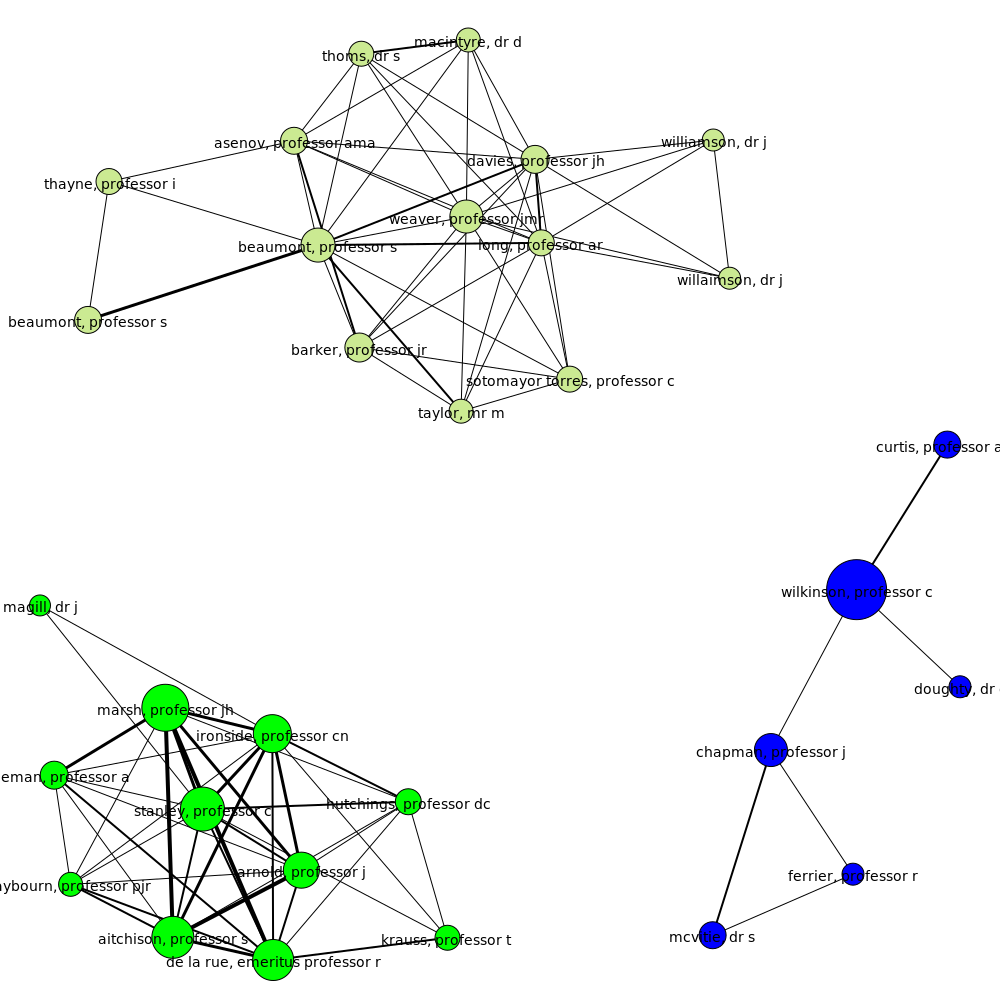 macintyre, dr d
thoms, dr s
asenov, professor ama
williamson, dr j
davies, professor jh
thayne, professor i
weaver, professor jmr
beaumont, professor s
long, professor ar
willaimson, dr j
beaumont, professor s
barker, professor jr
sotomayor torres, professor c
taylor, mr m
curtis, professor a
wilkinson, professor c
magill, dr j
doughty, dr
marsh, professor jh
ironside, professor cn
chapman, professor j
eman, professor a
stanley, professor c
hutchings, professor dc
arnold, professor j
ferrier, professor r
aybourn, professor pjr
mcvitie, dr s
aitchison, professor s
krauss, professor t
de la rue, emeritus professor r